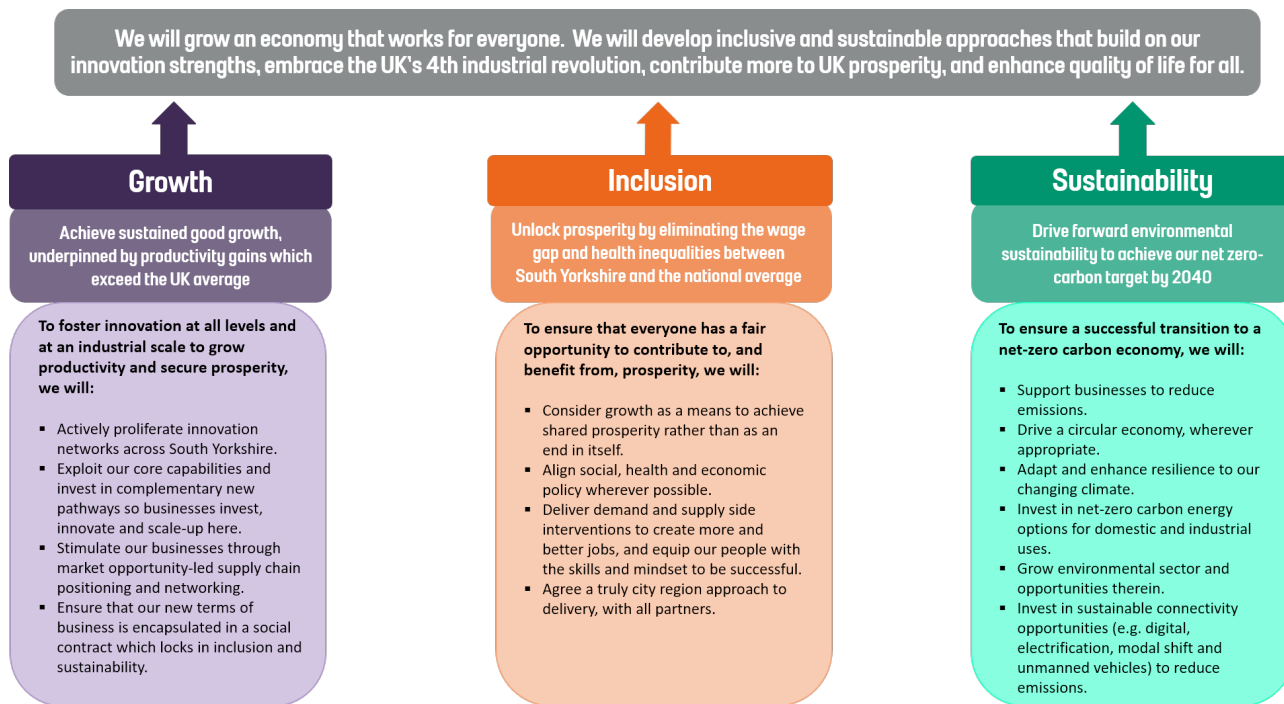 We will grow an economy that works for everyone. We will develop inclusive and sustainable approaches that build on our
innovation strengths, embrace the UK's 4th industrial revolution, contribute more to UK prosperity, and enhance quality of life for all.
Growth
Achieve sustained good growth,
underpinned by productivity gains which
exceed the UK average
To foster innovation at all levels and
at an industrial scale to grow
productivity and secure prosperity,
we will:
▪ Actively proliferate innovation
networks across South Yorkshire.
▪ Exploit our core capabilities and
invest in complementary new
pathways so businesses invest,
innovate and scale-up here.
▪ Stimulate our businesses through
market opportunity-led supply chain
positioning and networking.
▪ Ensure that our new terms of
business is encapsulated in a social
contract which locks in inclusion and
sustainability.
Inclusion
Unlock prosperity by eliminating the wage
gap and health inequalities between
South Yorkshire and the national average
To ensure that everyone has a fair
opportunity to contribute to, and
benefit from, prosperity, we will:
▪ Consider growth as a means to achieve
shared prosperity rather than as an
end in itself.
▪ Align social, health and economic
policy wherever possible.
▪ Deliver demand and supply side
interventions to create more and
better jobs, and equip our people with
the skills and mindset to be successful.
▪ Agree a truly city region approach to
delivery, with all partners.
Sustainability
Drive forward environmental
sustainability to achieve our net zero-
carbon target by 2040
To ensure a successful transition to a
net-zero carbon economy, we will:
▪ Support businesses to reduce
emissions.
▪ Drive a circular economy, wherever
appropriate.
▪ Adapt and enhance resilience to our
changing climate.
▪ Invest in net-zero carbon energy
options for domestic and industrial
uses.
▪ Grow environmental sector and
opportunities therein.
▪ Invest in sustainable connectivity
opportunities (e.g. digital,
electrification, modal shift and
unmanned vehicles) to reduce
emissions.